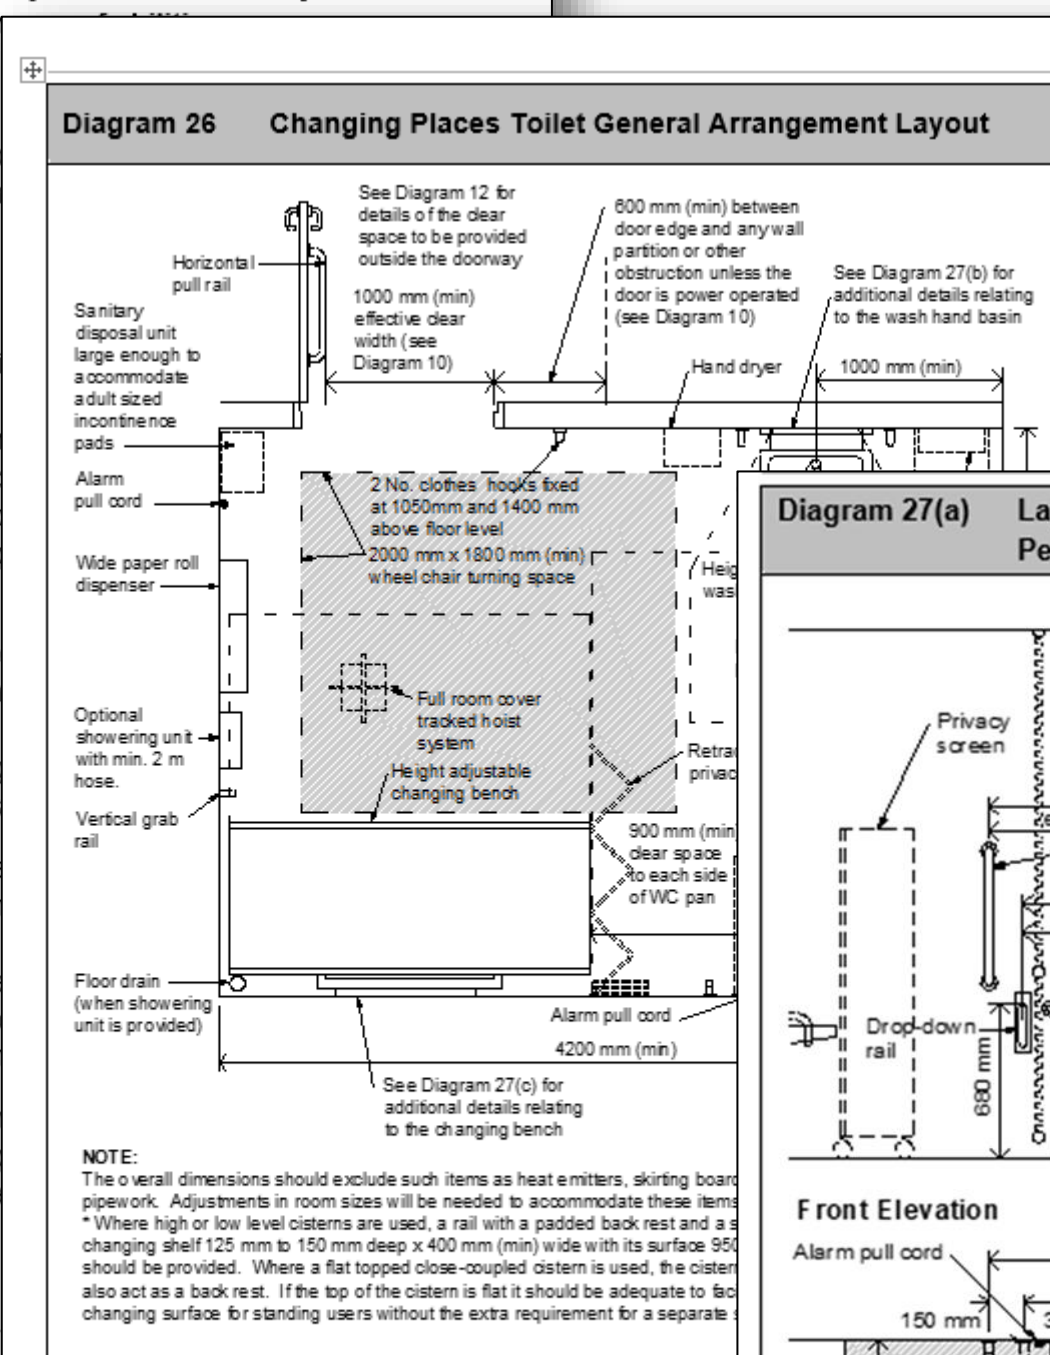 Diagram 26 Changing Places Toilet General Arrangement Layout
See Diagram 12 for
details of the clear
space to be provided
outside the doorway
600 mm (min) between
door edge and any wall
partition or other
obstruction unless the
door is power operated
(see Diagram 10)
See Diagram 27(b) for
additional details relating
to the wash hand basin
Horizontal
pull rail
1000 mm (min)
effective clear
width (see
Diagram 10)
Sanitary
disposal unit
large enough to
accommodate
adult sized
incontinence
pads
Hand dryer
1000 mm (min)
Alarm
pull cord
2 No. clothes hooks fixed
at 1050mm and 1400 mm
above floor level
2000 mm x 1800 mm (min)
wheel chair turning space
Wide paper roll
dispenser
Heig
was
Full room cover
tracked hoist
system
Optional
showering unit
with min. 2 m
hose.
Retrac
privac
Height adjustable
changing bench
Vertical grab
rail
900 mm (min
clear space
to each side
of WC pan
Floor drain
(when showering
unit is provided)
Alarm pull cord
4200 mm (min)
See Diagram 27(c) for
additional details relating
to the changing bench
NOTE:
The overall dimensions should exclude such items as heat emitters, skirting board
pipework. Adjustments in room sizes will be needed to accommodate these items
* Where high or low level cisterns are used, a rail with a padded back rest and a s
changing shelf 125 mm to 150 mm deep x 400 mm (min) wide with its surface 950
should be provided. Where a flat topped close-coupled cistern is used, the cistern
also act as a back rest. If the top of the cistern is flat it should be adequate to fac
changing surface for standing users without the extra requirement for a separate s
Diagram 27(a) La
Pe
Privacy
screen
Drop-down
rail
680 mm
Front Elevation
Alarm pull cord
150 mm
3